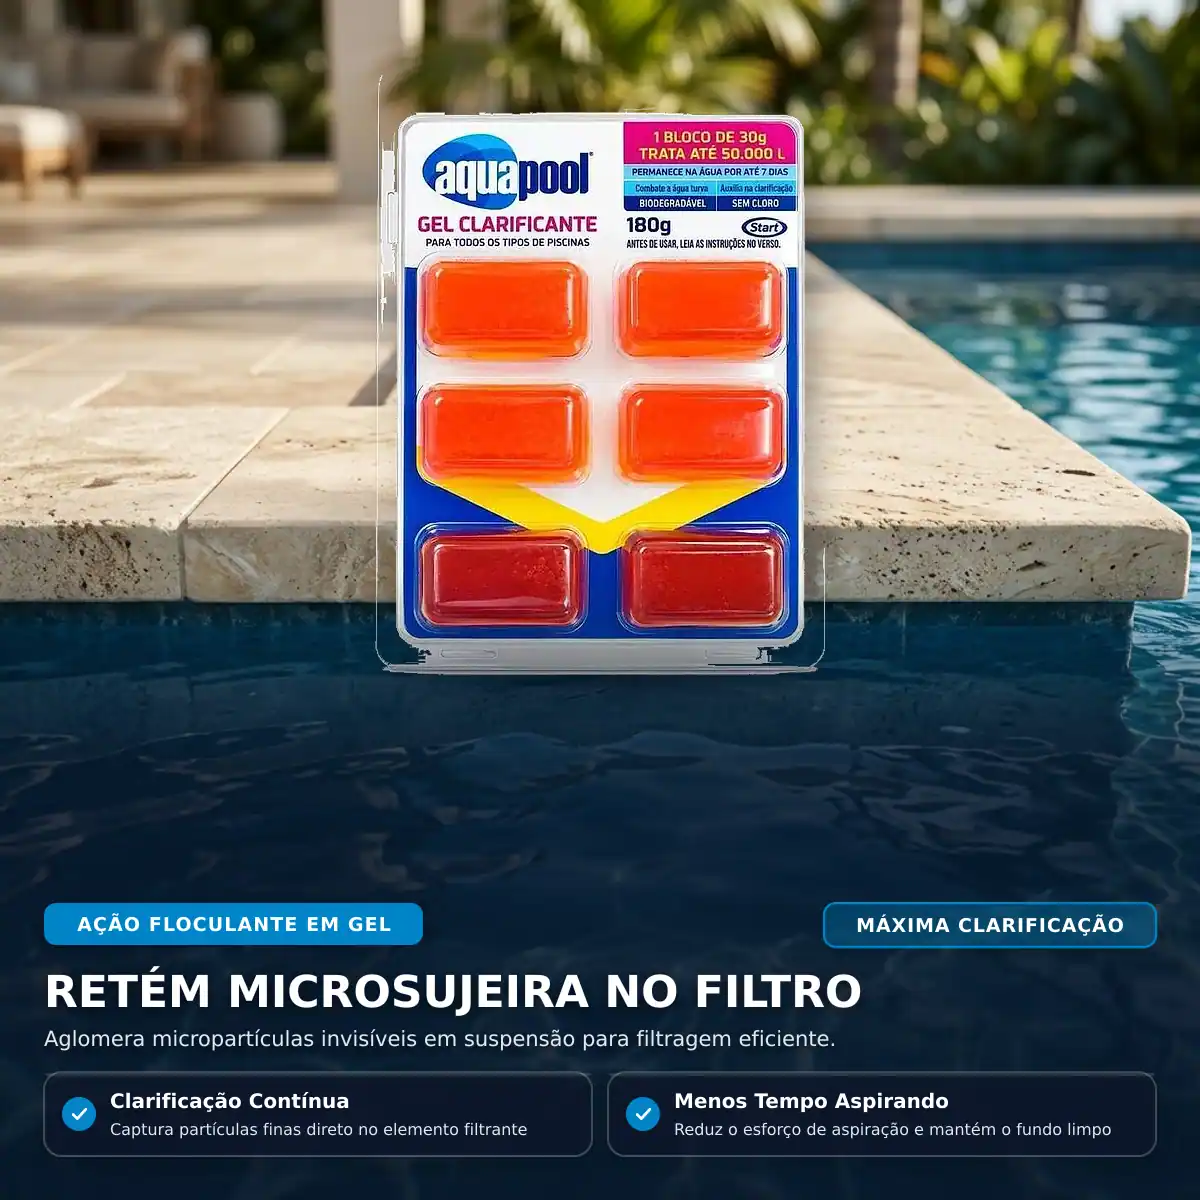 aquapool
GEL CLARIFICANTE
PARA TODOS OS TIPOS DE PISCINAS
1 BLOCO DE 30g
TRATA ATÉ 50.000 L
PERMANECE NA ÁGUA POR ATÉ 7 DIAS
Combate a água turva
Auxilia na clarificação
BIODEGRADÁVEL
SEM CLORO
180g
Start
ANTES DE USAR, LEIA AS INSTRUÇÕES NO VERSO.
AÇÃO FLOCULANTE EM GEL
MÁXIMA CLARIFICAÇÃO
RETÉM MICROSUJEIRA NO FILTRO
Aglomera micropartículas invisíveis em suspensão para filtragem eficiente.
Clarificação Contínua
Captura partículas finas direto no elemento filtrante
Menos Tempo Aspirando
Reduz o esforço de aspiração e mantém o fundo limpo